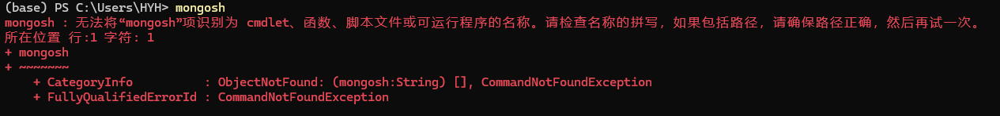 (base) PS C:\Users\HYH> mongosh
mongosh : 无法将“mongosh”项识别为 cmdlet、函数、脚本文件或可运行程序的名称。请检查名称的拼写，如果包括路径，请确保路径正确，然后再试一次。
所在位置 行:1 字符: 1
+ mongosh
+ ~~~~~~~
    + CategoryInfo          : ObjectNotFound: (mongosh:String) [], CommandNotFoundException
    + FullyQualifiedErrorId : CommandNotFoundException